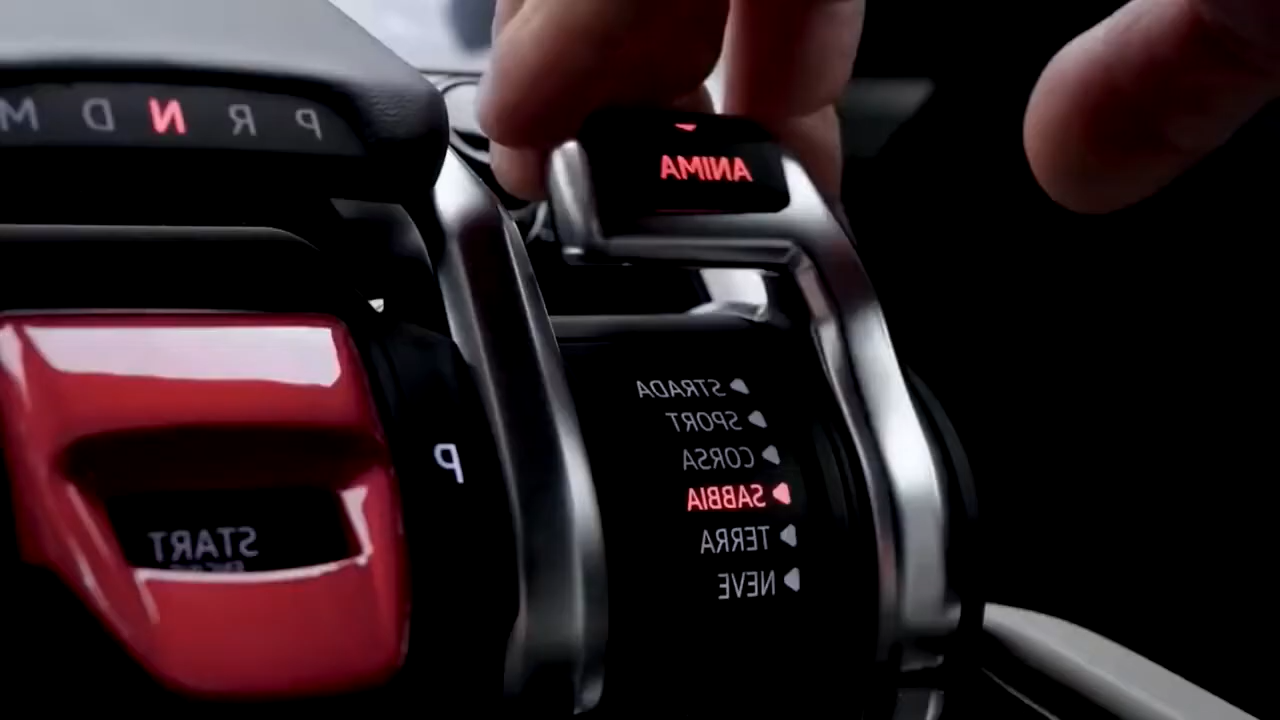 P R N D M
ANIMA
STRADA
SPORT
CORSA
SABBIA
TERRA
NEVE
P
START